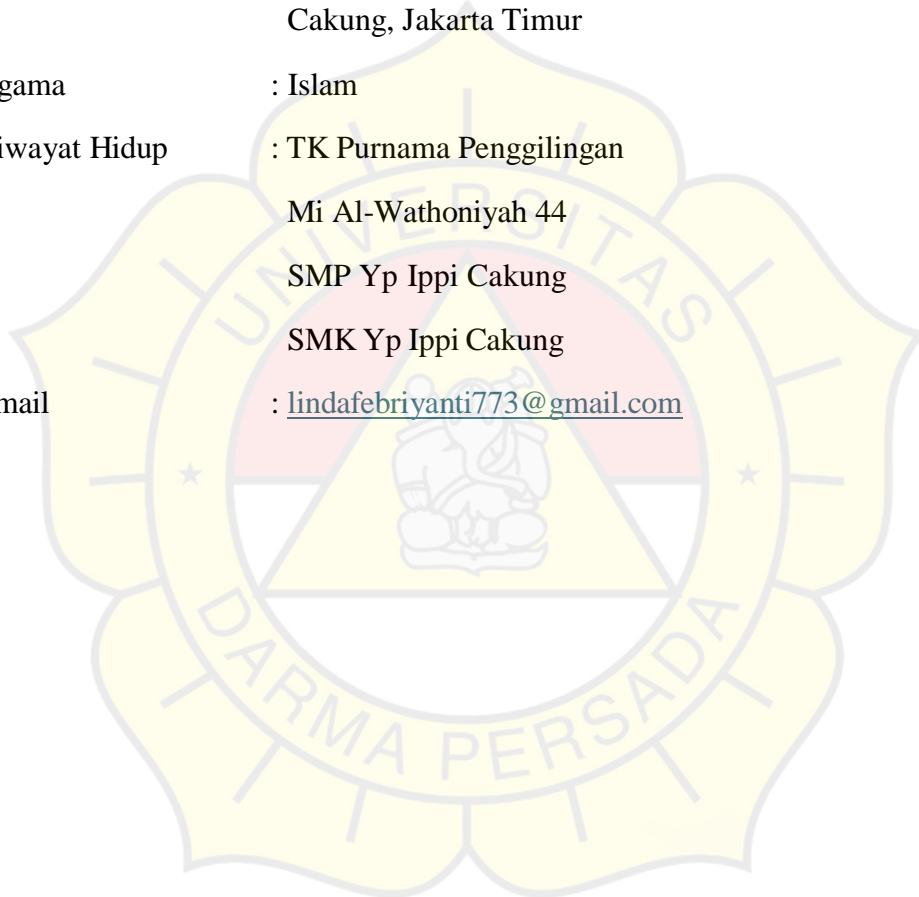 Cakung, Jakarta Timur
gama : Islam
iwayat Hidup : TK Purnama Penggilingan
Mi Al-Wathoniyah 44
SMP Yp Ippi Cakung
SMK Yp Ippi Cakung
mail : lindafebriyanti773@gmail.com
UNIVERSITAS
DARMA PERSADA